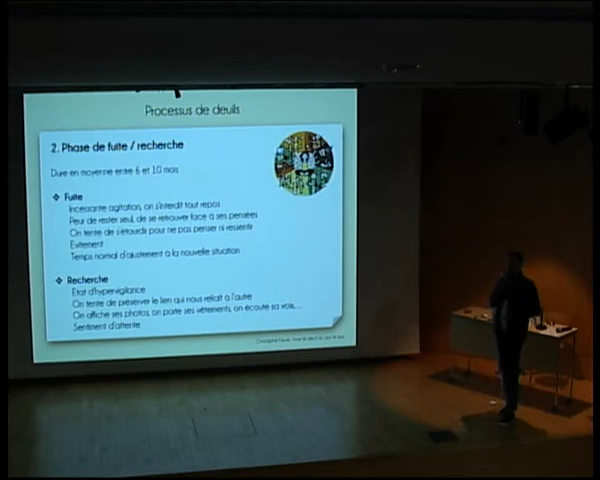 Processus de deuils
2. Phase de fuite / recherche
Dure en moyenne entre 6 et 10 mois
❖ Fuite
Incessante agitation, on s'interdit tout repos
Peur de rester seul, de se retrouver face à ses pensées
On tente de s'étourdir pour ne pas penser ni ressentir
Evitement
Temps normal d'ajustement a la nouvelle situation
❖ Recherche
Etat d'hypervigilance
On tente de préserver le lien qui nous reliait à l'autre
On affiche ses photos, on porte ses vêtements, on écoute sa voix…
Sentiment d'attente